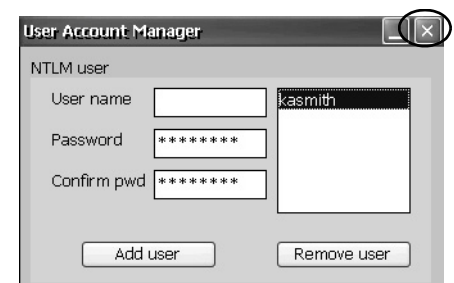 User Account Manager
NTLM user
User name
kasmith
Password ********
Confirm pwd ********
Add user Remove user